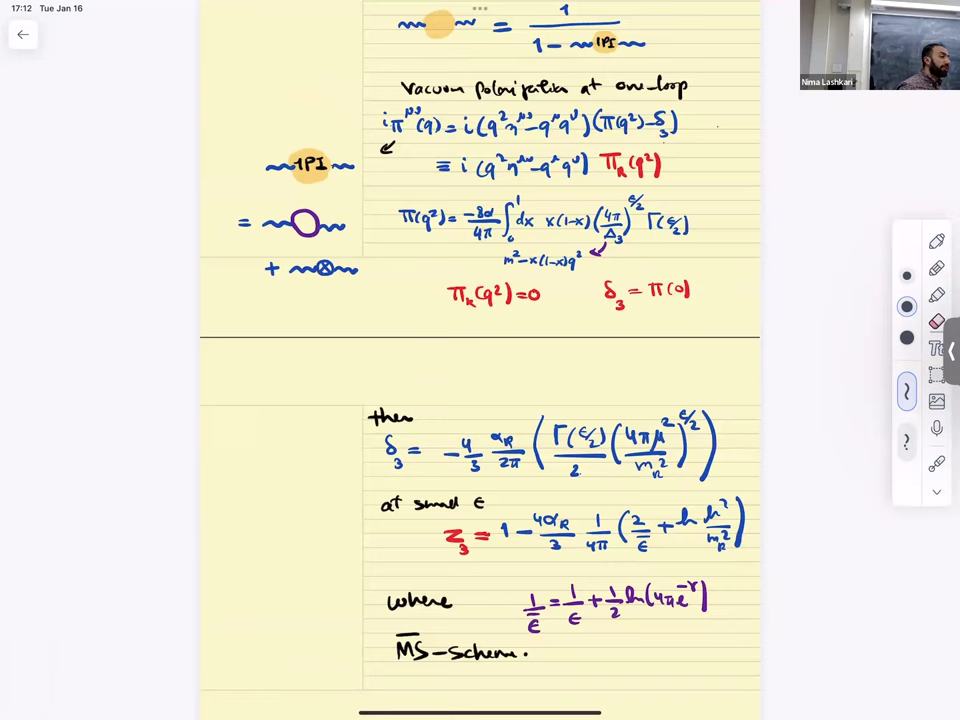 17:12 Tue Jan 16
Nima Lashkari
= 1 / (1 - 1PI)
vacuum polarization at one-loop
iπ^{μν}(q) = i(q²η^{μν} - q^μ q^ν)(π(q²) - δ₃)
≡ i(q²η^{μν} - q^μ q^ν) Π_R(q²)
1PI
=
+ ⊗
π(q²) = -8α/4π ∫₀¹ dx x(1-x) (4π/Δ₃)^{ε/2} Γ(ε/2)
m² - x(1-x)q²
Π_R(q²) = 0 δ₃ = π(0)
then
δ₃ = -4/3 α_R/2π (Γ(ε/2)/2 (4πμ²/m_R²)^{ε/2})
at small ε
Z₃ = 1 - 4α_R/3 1/4π (2/ε + ln μ²/m_R²)
where 1/ε̄ = 1/ε + 1/2 ln(4πe^{-γ})
M̅S̅-scheme.
Tt